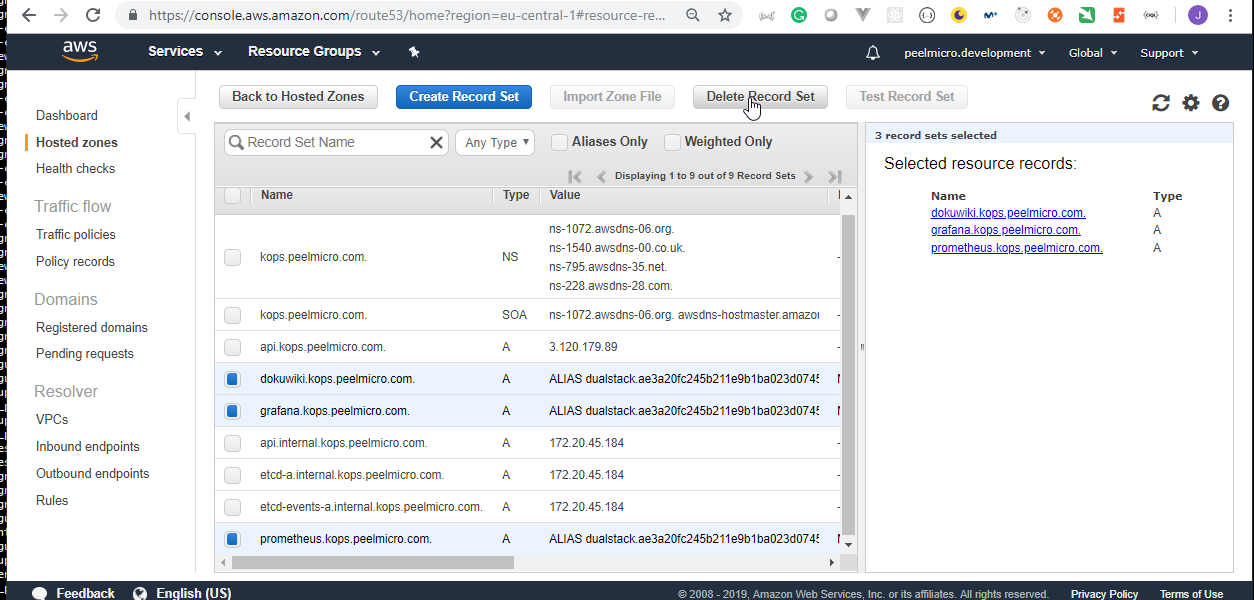 https://console.aws.amazon.com/route53/home?region=eu-central-1#resource-re...
J
aws
Services
Resource Groups
peelmicro.development
Global
Support
Back to Hosted Zones
Create Record Set
Import Zone File
Delete Record Set
Test Record Set
Dashboard
Hosted zones
Health checks
Traffic flow
Traffic policies
Policy records
Domains
Registered domains
Pending requests
Resolver
VPCs
Inbound endpoints
Outbound endpoints
Rules
Record Set Name
Any Type
Aliases Only
Weighted Only
Displaying 1 to 9 out of 9 Record Sets
Name Type Value
kops.peelmicro.com. NS
ns-1072.awsdns-06.org.
ns-1540.awsdns-00.co.uk.
ns-795.awsdns-35.net.
ns-228.awsdns-28.com.
-
kops.peelmicro.com. SOA ns-1072.awsdns-06.org. awsdns-hostmaster.amazon -
api.kops.peelmicro.com. A 3.120.179.89 -
dokuwiki.kops.peelmicro.com. A ALIAS dualstack.ae3a20fc245b211e9b1ba023d0745
grafana.kops.peelmicro.com. A ALIAS dualstack.ae3a20fc245b211e9b1ba023d0745
api.internal.kops.peelmicro.com. A 172.20.45.184 -
etcd-a.internal.kops.peelmicro.com. A 172.20.45.184 -
etcd-events-a.internal.kops.peelmicro.com. A 172.20.45.184 -
prometheus.kops.peelmicro.com. A ALIAS dualstack.ae3a20fc245b211e9b1ba023d0745
3 record sets selected
Selected resource records:
Name Type
dokuwiki.kops.peelmicro.com. A
grafana.kops.peelmicro.com. A
prometheus.kops.peelmicro.com. A
Feedback
English (US)
© 2008 - 2019, Amazon Web Services, Inc. or its affiliates. All rights reserved.
Privacy Policy
Terms of Use